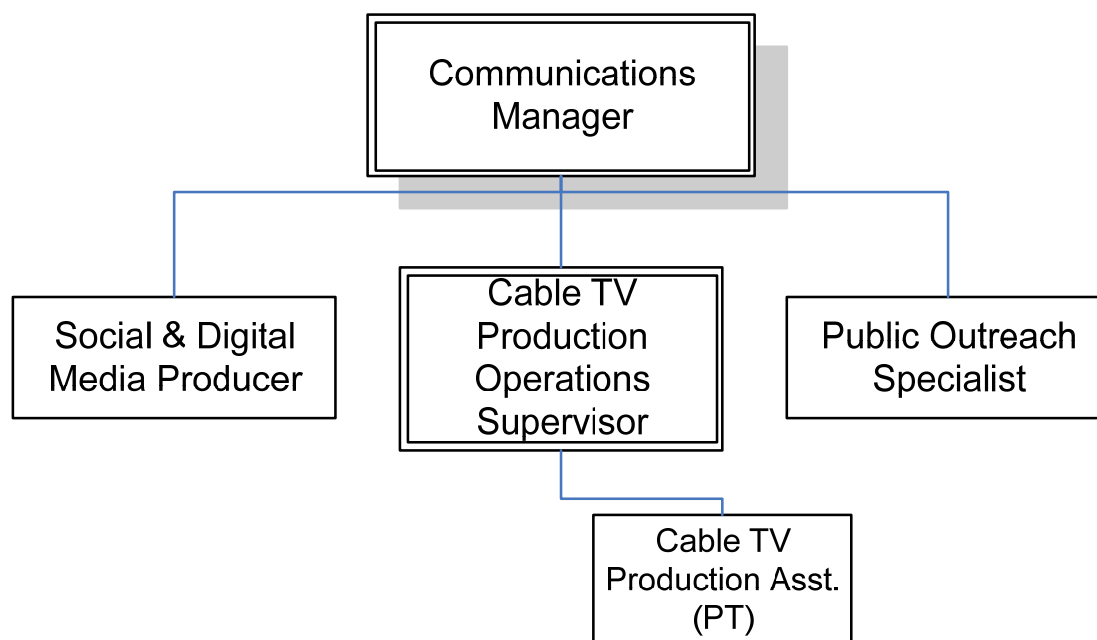 Communications
Manager
Social & Digital
Media Producer
Cable TV
Production
Operations
Supervisor
Public Outreach
Specialist
Cable TV
Production Asst.
(PT)